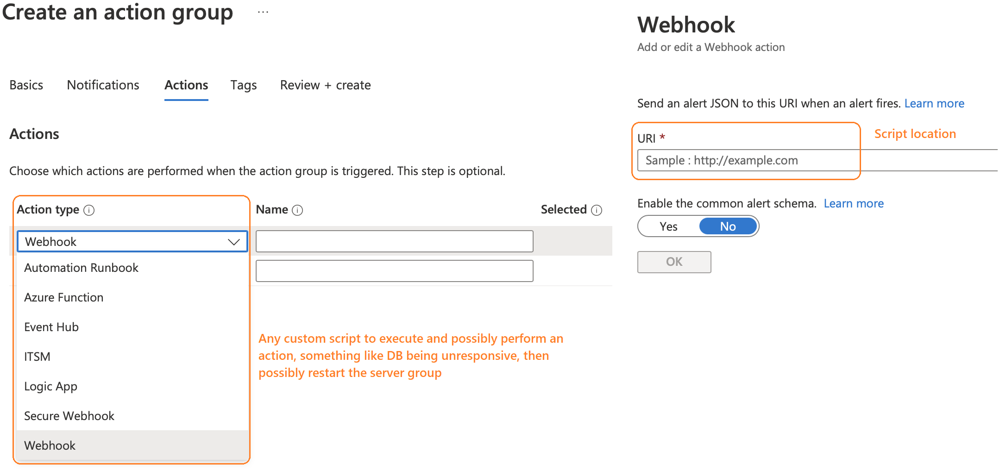 Create an action group ...
Basics Notifications Actions Tags Review + create
Actions
Choose which actions are performed when the action group is triggered. This step is optional.
Action type Name Selected
Webhook
Automation Runbook
Azure Function
Event Hub
ITSM
Logic App
Secure Webhook
Webhook
Any custom script to execute and possibly perform an
action, something like DB being unresponsive, then
possibly restart the server group
Webhook
Add or edit a Webhook action
Send an alert JSON to this URI when an alert fires. Learn more
URI *
Script location
Sample : http://example.com
Enable the common alert schema. Learn more
Yes No
OK